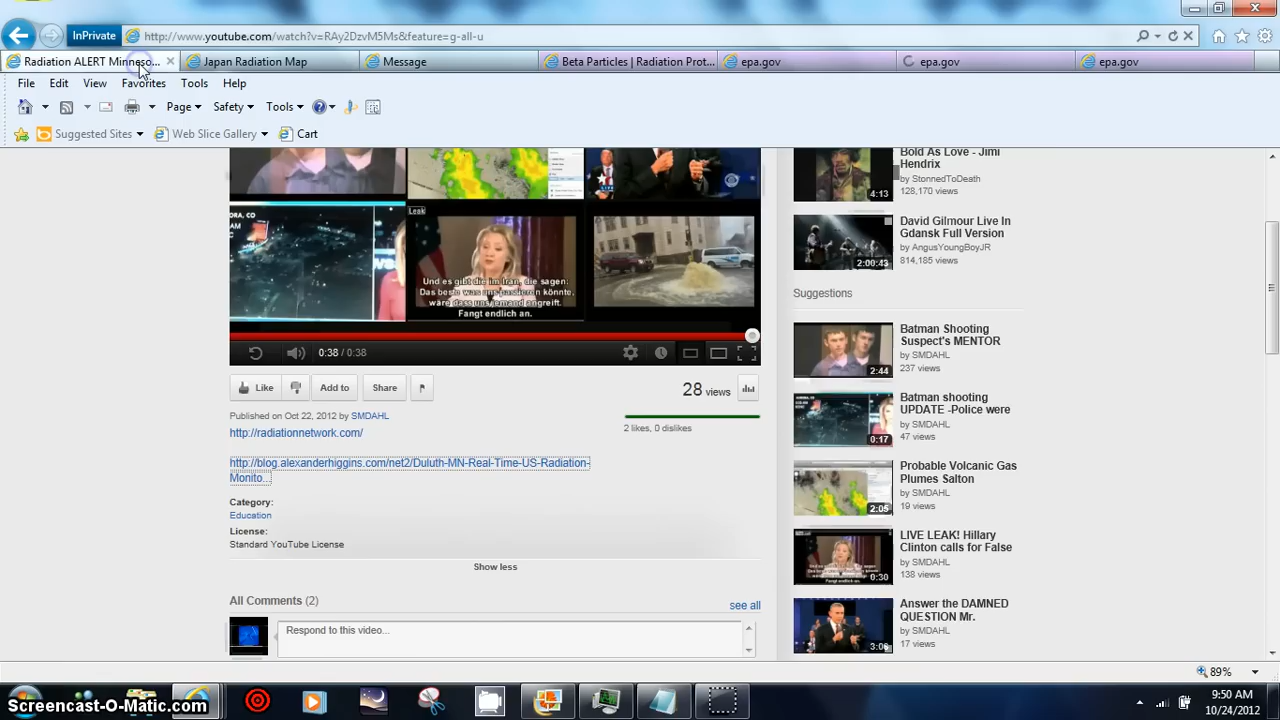 InPrivate http://www.youtube.com/watch?v=RAy2DzvM5Ms&feature=g-all-u
Radiation ALERT Minneso... Japan Radiation Map Message Beta Particles | Radiation Prot... epa.gov epa.gov epa.gov
File Edit View Favorites Tools Help
Page Safety Tools
Suggested Sites Web Slice Gallery Cart
Bold As Love - Jimi
Hendrix
by StonnedToDeath
128,170 views
4:13
LIVE
Leak
Und es gibt die im Iran, die sagen:
Das beste was uns passieren könnte,
wäre dass uns jemand angreift.
Fangt endlich an.
David Gilmour Live In
Gdansk Full Version
by AngusYoungBoyJR
814,185 views
2:00:43
Suggestions
0:38 / 0:38
Like Add to Share
28 views
Published on Oct 22, 2012 by SMDAHL
2 likes, 0 dislikes
http://radiationnetwork.com/
http://blog.alexanderhiggins.com/net2/Duluth-MN-Real-Time-US-Radiation-
Monito...
Category:
Education
License:
Standard YouTube License
Show less
All Comments (2)
see all
Respond to this video...
Batman Shooting
Suspect's MENTOR
by SMDAHL
237 views
2:44
Batman shooting
UPDATE -Police were
by SMDAHL
47 views
0:17
Probable Volcanic Gas
Plumes Salton
by SMDAHL
19 views
2:05
LIVE LEAK! Hillary
Clinton calls for False
by SMDAHL
138 views
0:30
Answer the DAMNED
QUESTION Mr.
by SMDAHL
17 views
3:06
89%
Screencast-O-Matic.com
9:50 AM
10/24/2012